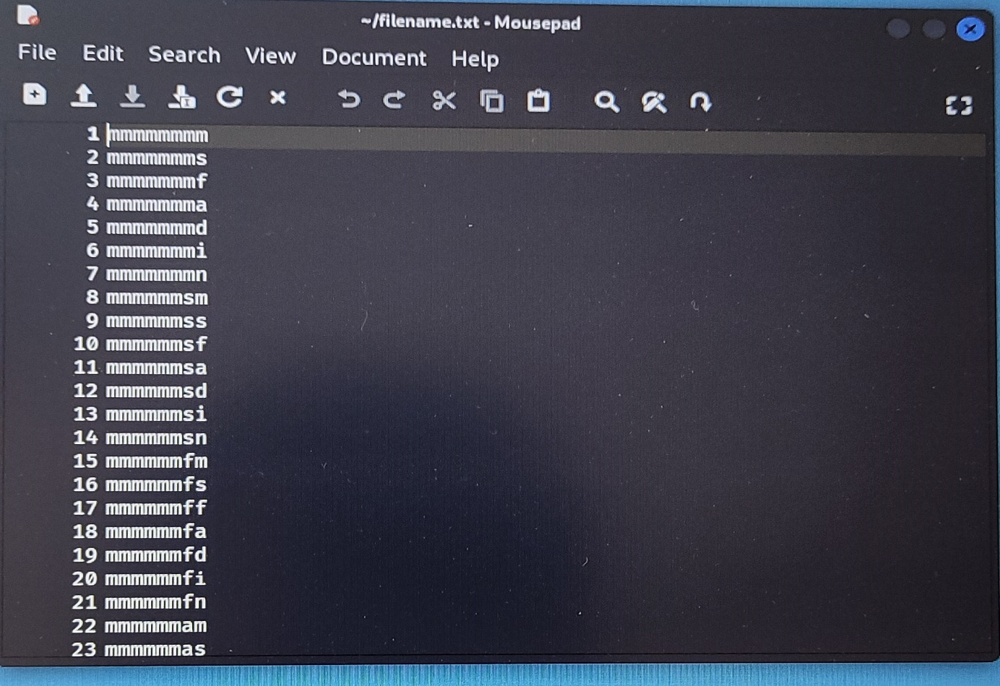 ~/filename.txt - Mousepad
File Edit Search View Document Help
1 mmmmmmmm
2 mmmmmmms
3 mmmmmmmf
4 mmmmmmma
5 mmmmmmmd
6 mmmmmmmi
7 mmmmmmmn
8 mmmmmmsm
9 mmmmmmss
10 mmmmmmsf
11 mmmmmmsa
12 mmmmmmsd
13 mmmmmmsi
14 mmmmmmsn
15 mmmmmmfm
16 mmmmmmfs
17 mmmmmmff
18 mmmmmmfa
19 mmmmmmfd
20 mmmmmmfi
21 mmmmmmfn
22 mmmmmmam
23 mmmmmmas